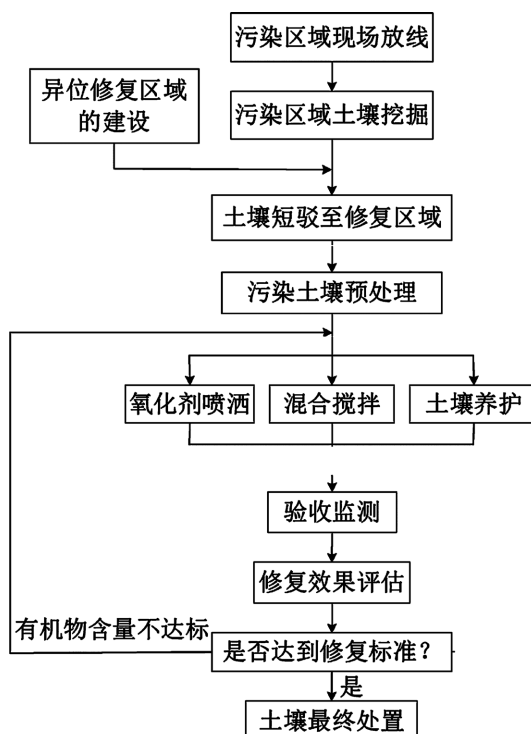 污染区域现场放线
异位修复区域
的建设
污染区域土壤挖掘
土壤短驳至修复区域
污染土壤预处理
氧化剂喷洒
混合搅拌
土壤养护
验收监测
修复效果评估
有机物含量不达标
是否达到修复标准？
是
土壤最终处置